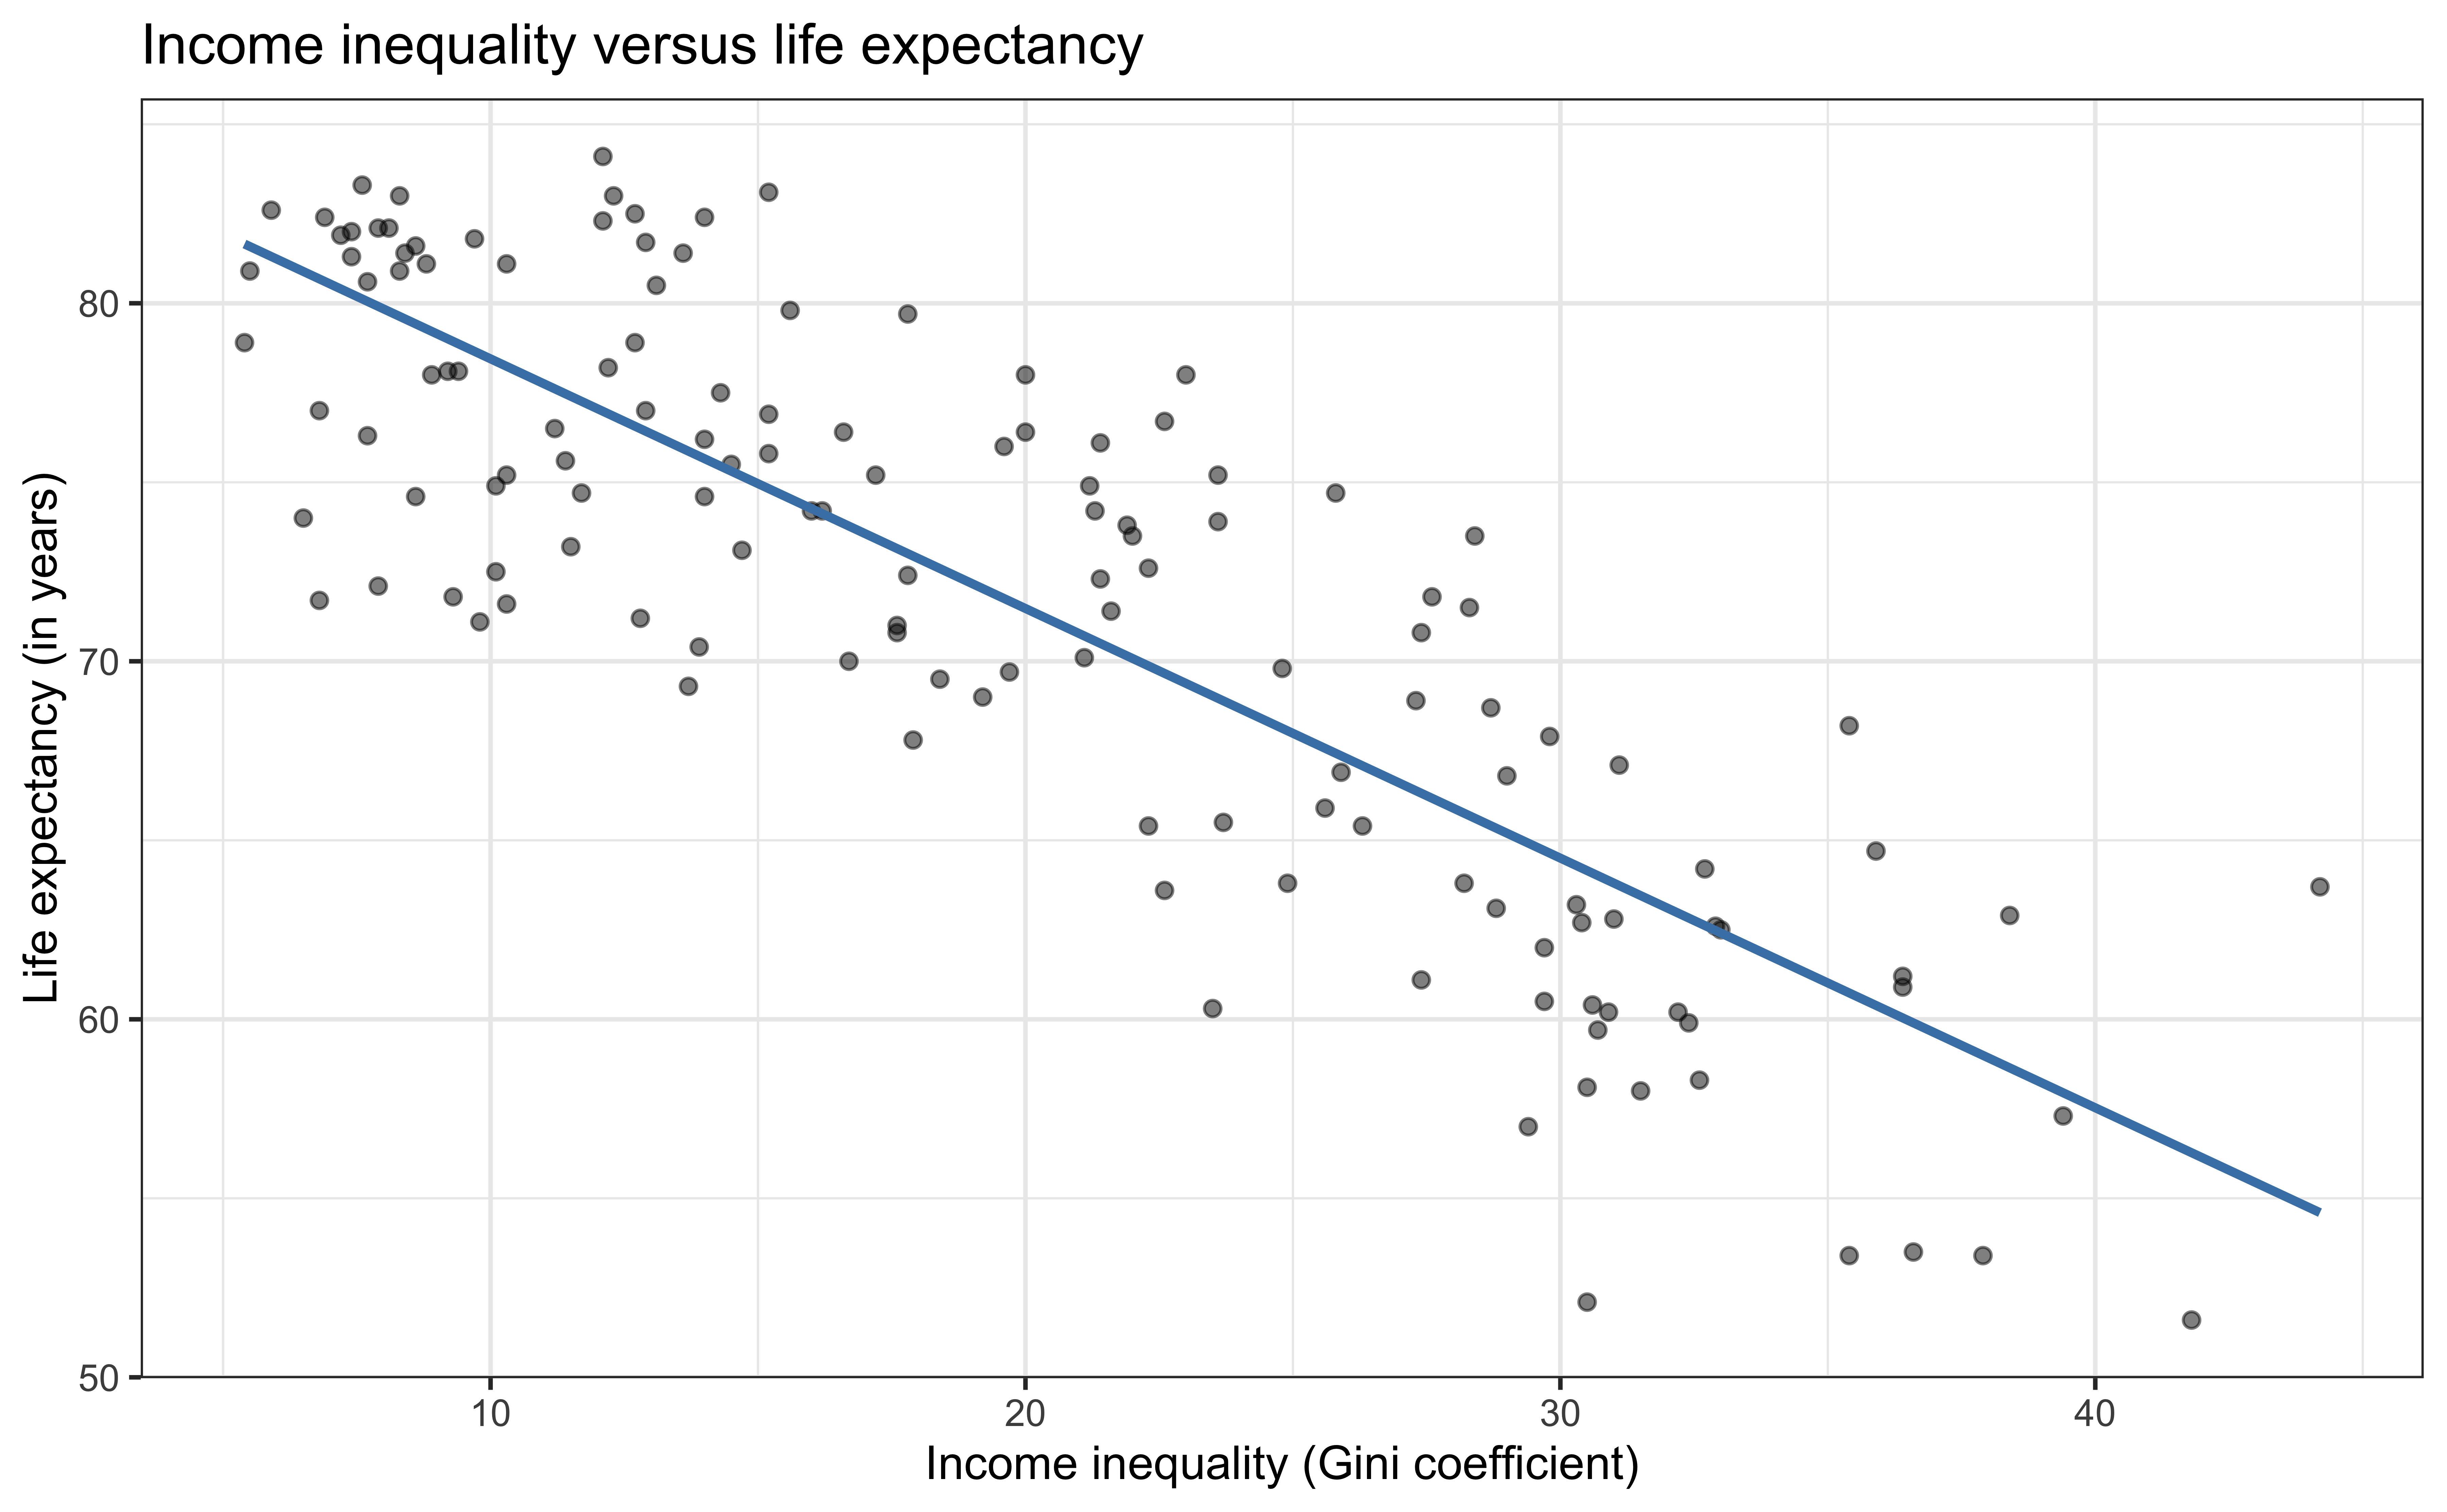 Income inequality versus life expectancy
Life expectancy (in years)
80
70
60
50
10
20
30
40
Income inequality (Gini coefficient)